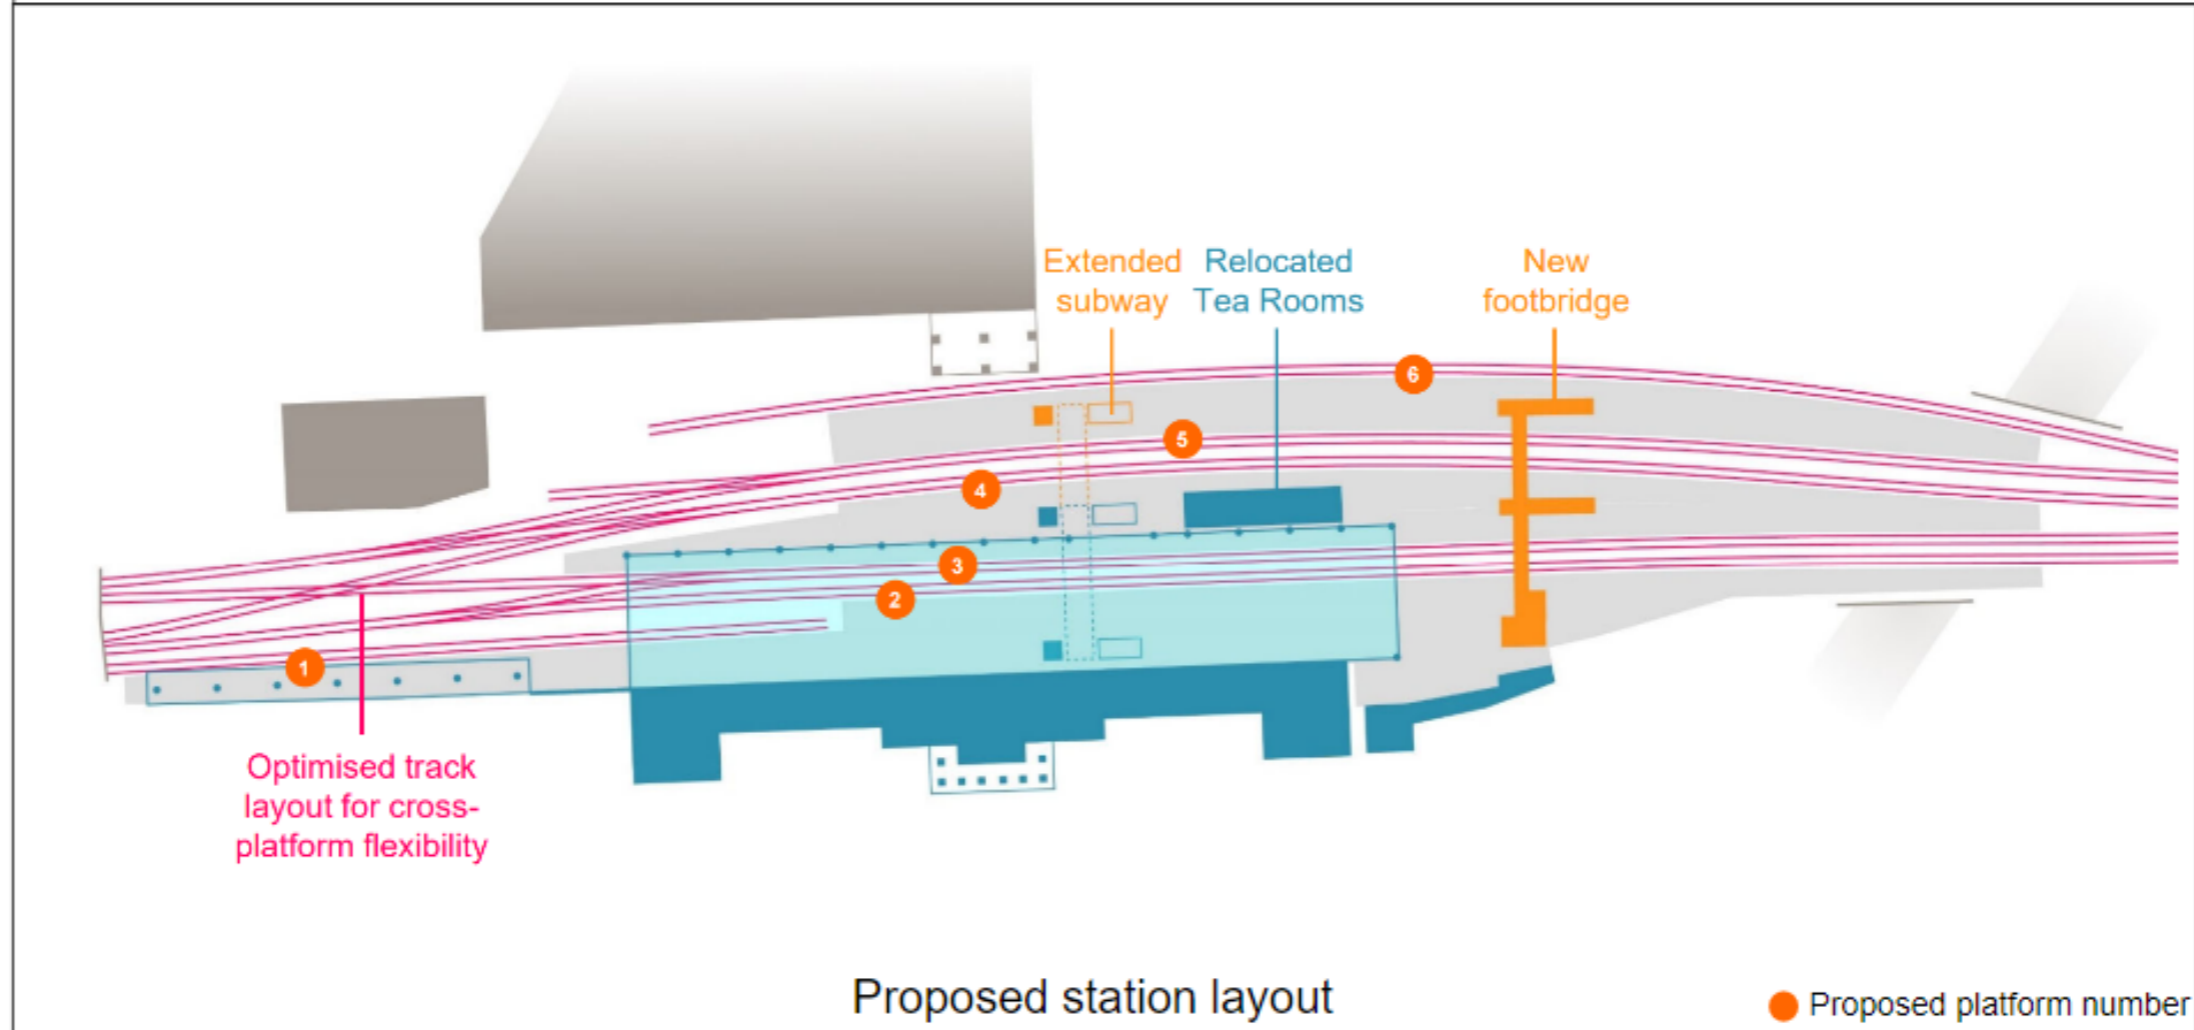 Extended
subway
Relocated
Tea Rooms
New
footbridge
6
5
4
3
2
1
Optimised track
layout for cross-
platform flexibility
Proposed station layout
Proposed platform number